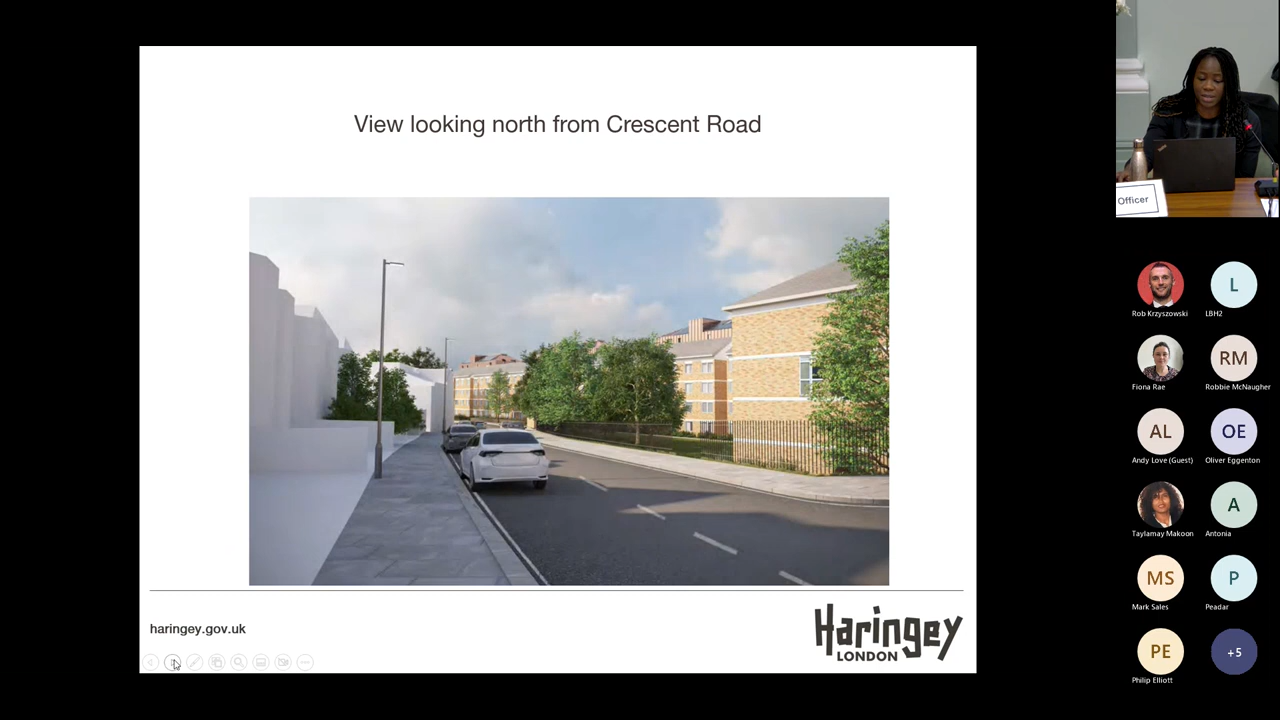 View looking north from Crescent Road
haringey.gov.uk
Haringey
LONDON
Officer
Rob Krzyszowski
L
LBH2
Fiona Rae
RM
Robbie McNaugher
AL
Andy Love (Guest)
OE
Oliver Eggenton
Taylamay Makoon
A
Antonia
MS
Mark Sales
P
Peadar
PE
Philip Elliott
+5